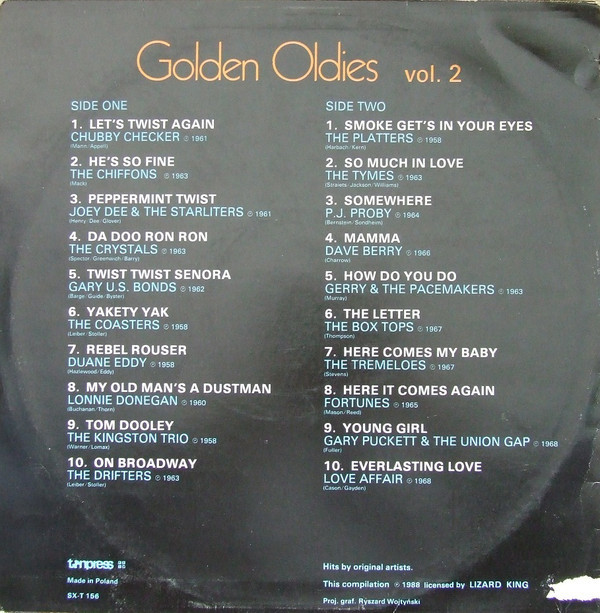 Golden Oldies vol. 2
SIDE ONE
1. LET'S TWIST AGAIN
CHUBBY CHECKER ℗ 1961
(Mann/Appell)
2. HE'S SO FINE
THE CHIFFONS ℗ 1963
(Mack)
3. PEPPERMINT TWIST
JOEY DEE & THE STARLITERS ℗ 1961
(Henry/Dee/Glover)
4. DA DOO RON RON
THE CRYSTALS ℗ 1963
(Spector/Greenwich/Barry)
5. TWIST TWIST SENORA
GARY U.S. BONDS ℗ 1962
(Barge/Guide/Byster)
6. YAKETY YAK
THE COASTERS ℗ 1958
(Leiber/Stoller)
7. REBEL ROUSER
DUANE EDDY ℗ 1958
(Hazlewood/Eddy)
8. MY OLD MAN'S A DUSTMAN
LONNIE DONEGAN ℗ 1960
(Buchanan/Thorn)
9. TOM DOOLEY
THE KINGSTON TRIO ℗ 1958
(Warner/Lomax)
10. ON BROADWAY
THE DRIFTERS ℗ 1963
(Leiber/Stoller)
SIDE TWO
1. SMOKE GET'S IN YOUR EYES
THE PLATTERS ℗ 1958
(Harbach/Kern)
2. SO MUCH IN LOVE
THE TYMES ℗ 1963
(Straiets/Jackson/Williams)
3. SOMEWHERE
P.J. PROBY ℗ 1964
(Bernstein/Sondheim)
4. MAMMA
DAVE BERRY ℗ 1966
(Charrow)
5. HOW DO YOU DO
GERRY & THE PACEMAKERS ℗ 1963
(Murray)
6. THE LETTER
THE BOX TOPS ℗ 1967
(Thompson)
7. HERE COMES MY BABY
THE TREMELOES ℗ 1967
(Stevens)
8. HERE IT COMES AGAIN
FORTUNES ℗ 1965
(Mason/Reed)
9. YOUNG GIRL
GARY PUCKETT & THE UNION GAP ℗ 1968
(Fuller)
10. EVERLASTING LOVE
LOVE AFFAIR ℗ 1968
(Cason/Gayden)
tonpress
Made in Poland
SX-T 156
Hits by original artists.
This compilation ℗ 1988 licensed by LIZARD KING
Proj. graf. Ryszard Wojtyński